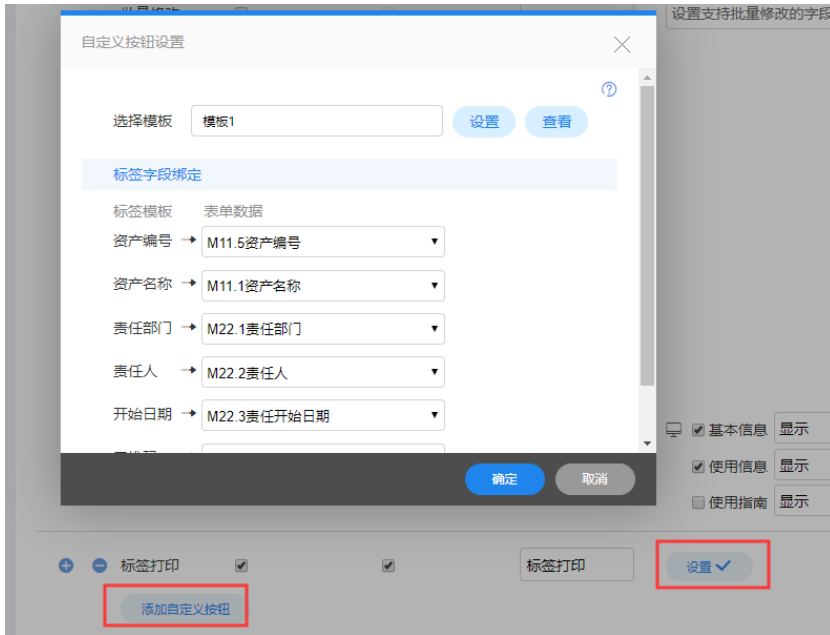 批量修改
设置支持批量修改的字段
自定义按钮设置
选择模板 模板1 设置 查看
标签字段绑定
标签模板 表单数据
资产编号 M11.5资产编号
资产名称 M11.1资产名称
责任部门 M22.1责任部门
责任人 M22.2责任人
开始日期 M22.3责任开始日期
确定 取消
基本信息 显示
使用信息 显示
使用指南 显示
标签打印 标签打印 设置
添加自定义按钮